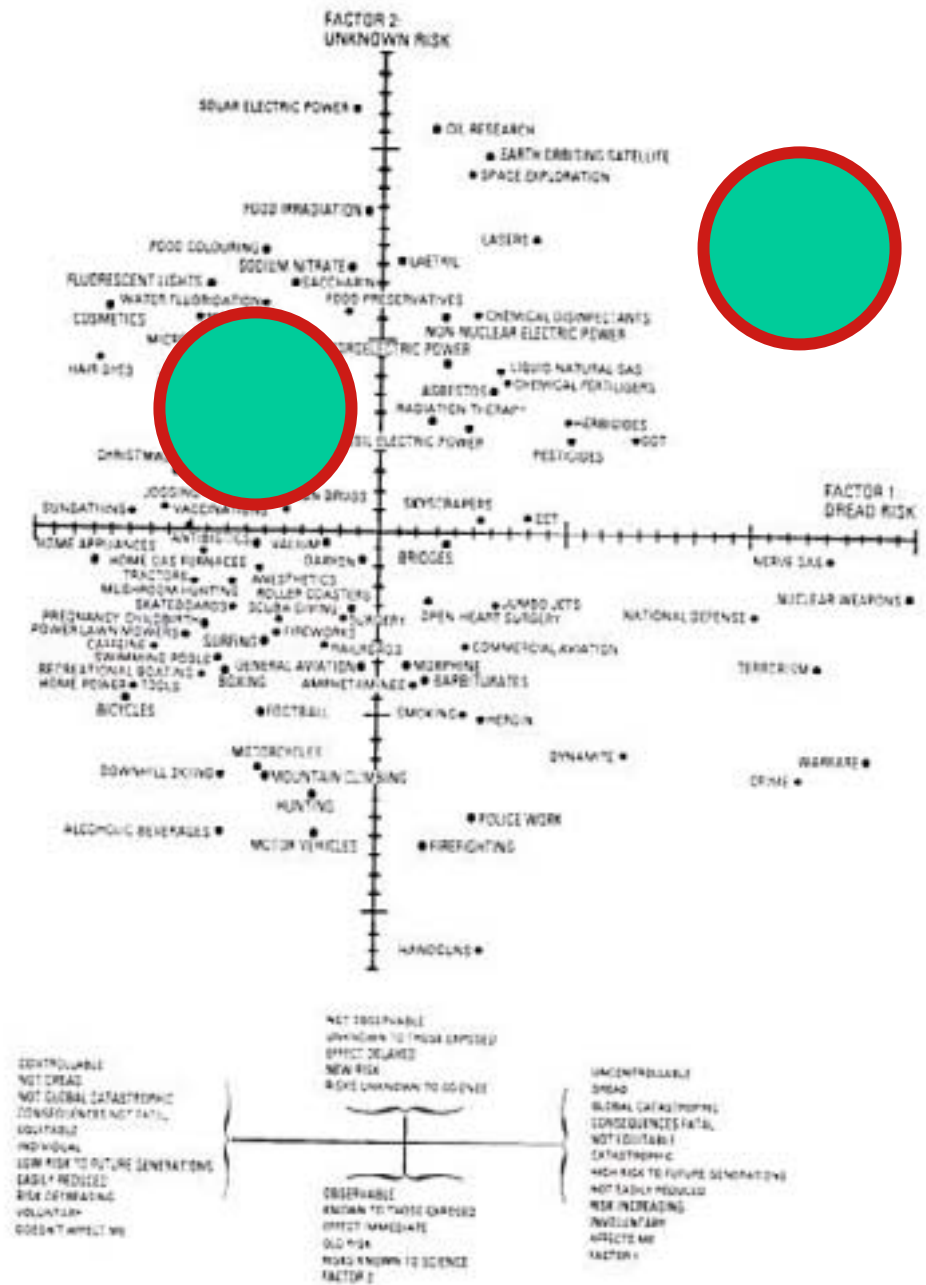 FACTOR 2:
UNKNOWN RISK
SOLAR ELECTRIC POWER
OIL RESEARCH
EARTH ORBITING SATELLITE
SPACE EXPLORATION
FOOD IRRADIATION
LASERS
FOOD COLOURING
SODIUM NITRATE
LAETRIL
FLUORESCENT LIGHTS
SACCHARIN
WATER FLUORIDATION
FOOD PRESERVATIVES
COSMETICS
CHEMICAL DISINFECTANTS
NON NUCLEAR ELECTRIC POWER
ELECTRIC POWER
HAIR DYES
LIQUID NATURAL GAS
CHEMICAL FERTILISERS
ASBESTOS
RADIATION THERAPY
HERBICIDES
ELECTRIC POWER
DDT
PESTICIDES
JOGGING
DRUGS
SKYSCRAPERS
FACTOR 1:
DREAD RISK
SUNBATHING
VACCINATIONS
HOME APPLIANCES
ANTIBIOTICS
VALIUM
BRIDGES
HOME GAS FURNACES
DARVON
NERVE GAS
TRACTORS
ANESTHETICS
MUSHROOM HUNTING
ROLLER COASTERS
JUMBO JETS
NUCLEAR WEAPONS
SKATEBOARDS
SCUBA DIVING
SURGERY
OPEN HEART SURGERY
NATIONAL DEFENSE
PREGNANCY CHILDBIRTH
POWER LAWN MOWERS
FIREWORKS
CAFFEINE
SURFING
RAILROADS
COMMERCIAL AVIATION
SWIMMING POOLS
RECREATIONAL BOATING
GENERAL AVIATION
MORPHINE
TERRORISM
HOME POWER TOOLS
BOXING
AMPHETAMINES
BARBITURATES
BICYCLES
FOOTBALL
SMOKING
HEROIN
MOTORCYCLES
DYNAMITE
WARFARE
DOWNHILL SKIING
MOUNTAIN CLIMBING
CRIME
HUNTING
POLICE WORK
ALCOHOLIC BEVERAGES
MOTOR VEHICLES
FIREFIGHTING
HANDGUNS
NOT OBSERVABLE
UNKNOWN TO THOSE EXPOSED
EFFECT DELAYED
NEW RISK
RISKS UNKNOWN TO SCIENCE
CONTROLLABLE
NOT DREAD
NOT GLOBAL CATASTROPHIC
CONSEQUENCES NOT FATAL
EQUITABLE
INDIVIDUAL
LOW RISK TO FUTURE GENERATIONS
EASILY REDUCED
RISK DECREASING
VOLUNTARY
DOESN'T AFFECT ME
UNCONTROLLABLE
DREAD
GLOBAL CATASTROPHIC
CONSEQUENCES FATAL
NOT EQUITABLE
CATASTROPHIC
HIGH RISK TO FUTURE GENERATIONS
NOT EASILY REDUCED
RISK INCREASING
INVOLUNTARY
AFFECTS ME
FACTOR 1
OBSERVABLE
KNOWN TO THOSE EXPOSED
EFFECT IMMEDIATE
OLD RISK
RISKS KNOWN TO SCIENCE
FACTOR 2